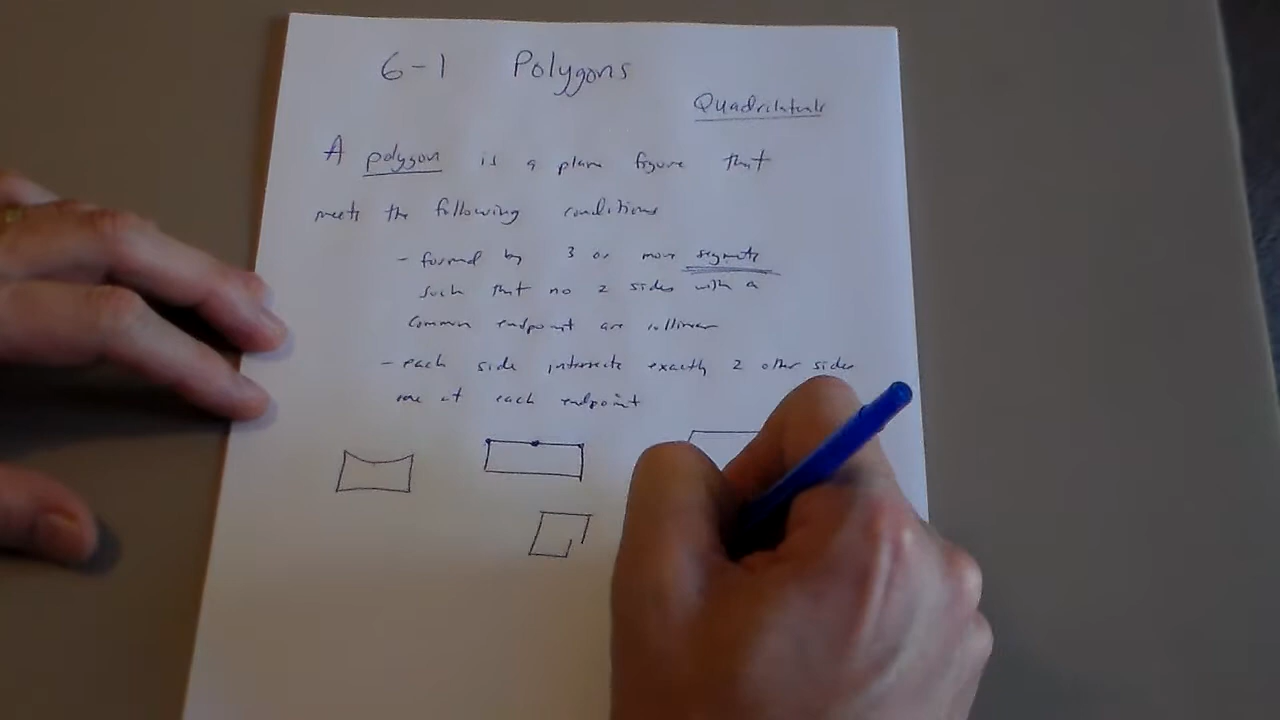 6-1 Polygons
Quadrilaterals
A polygon is a plane figure that
meets the following conditions
- formed by 3 or more segments
such that no 2 sides with a
common endpoint are collinear
- each side intersects exactly 2 other sides
one at each endpoint